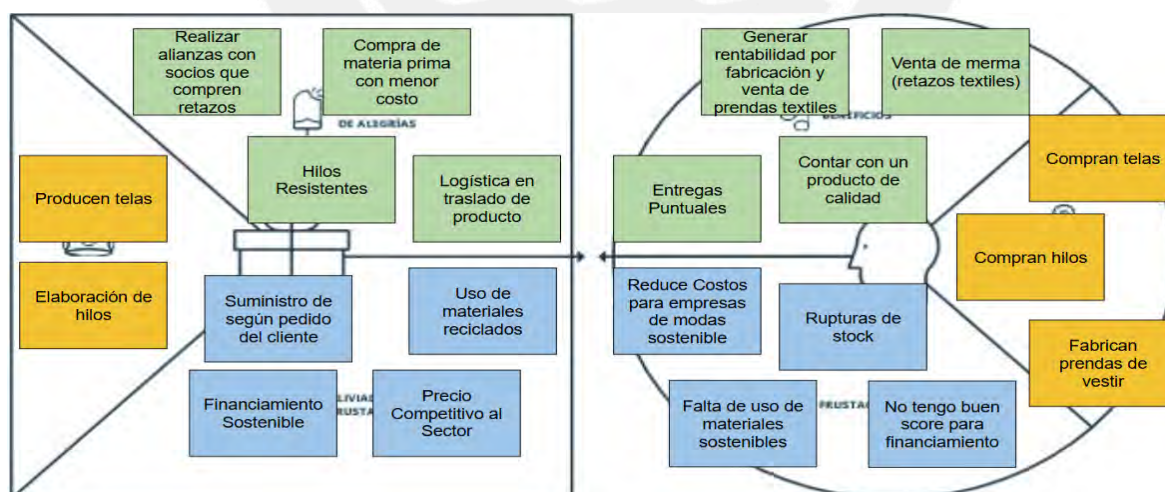 Realizar
alianzas con
socios que
compren
retazos
Compra de
materia prima
con menor
costo
DE ALEGRÍAS
Hilos
Resistentes
Logística en
traslado de
producto
Producen telas
Elaboración de
hilos
Suministro de
según pedido
del cliente
Uso de
materiales
reciclados
Financiamiento
Sostenible
Precio
Competitivo al
Sector
Generar
rentabilidad por
fabricación y
venta de
prendas textiles
Venta de merma
(retazos textiles)
BENEFICIOS
Entregas
Puntuales
Contar con un
producto de
calidad
Compran telas
Compran hilos
Fabrican
prendas de
vestir
Reduce Costos
para empresas
de modas
sostenible
Rupturas de
stock
Falta de uso de
materiales
sostenibles
No tengo buen
score para
financiamiento